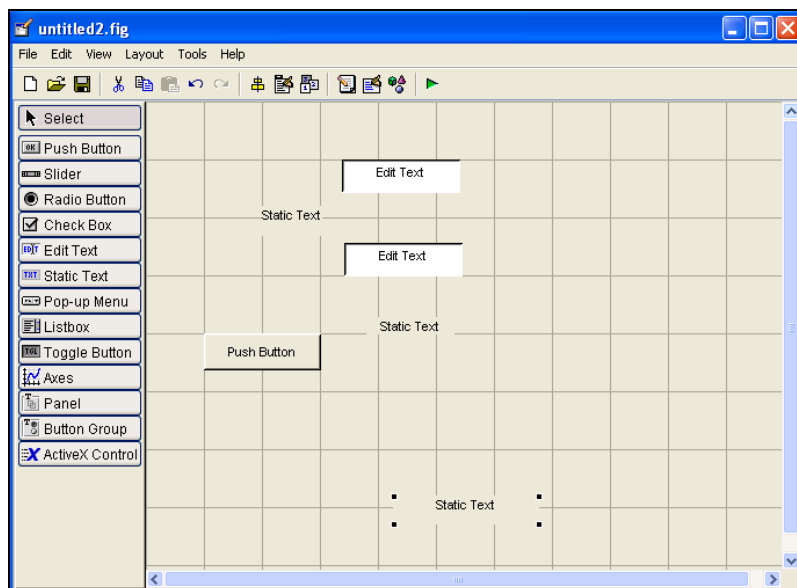 untitled2.fig
File Edit View Layout Tools Help
Select
Push Button
Slider
Radio Button
Check Box
Edit Text
Static Text
Pop-up Menu
Listbox
Toggle Button
Axes
Panel
Button Group
ActiveX Control
Edit Text
Static Text
Edit Text
Static Text
Push Button
Static Text